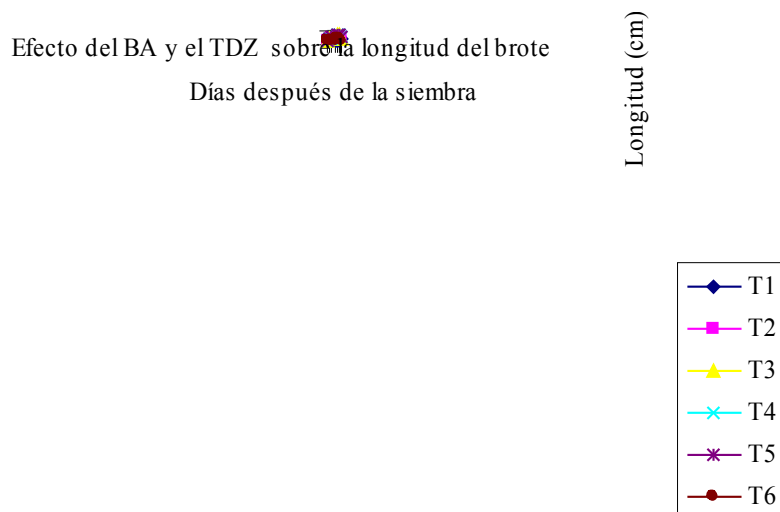 Efecto del BA y el TDZ sobre la longitud del brote
Días después de la siembra
Longitud (cm)
T1
T2
T3
T4
T5
T6